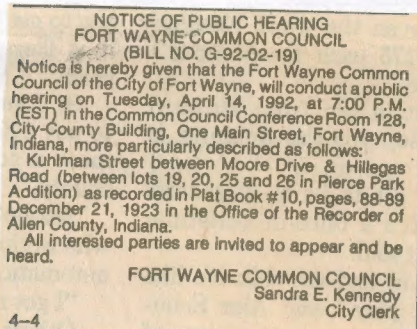 NOTICE OF PUBLIC HEARING
FORT WAYNE COMMON COUNCIL
(BILL NO. G-92-02-19)
Notice is hereby given that the Fort Wayne Common
Council of the City of Fort Wayne, will conduct a public
hearing on Tuesday, April 14, 1992, at 7:00 P.M.
(EST) in the Common Council Conference Room 128,
City-County Building, One Main Street, Fort Wayne,
Indiana, more particularly described as follows:
Kuhlman Street between Moore Drive & Hillegas
Road (between lots 19, 20, 25 and 26 in Pierce Park
Addition) as recorded in Plat Book #10, pages, 88-89
December 21, 1923 in the Office of the Recorder of
Allen County, Indiana.
All interested parties are invited to appear and be
heard.
FORT WAYNE COMMON COUNCIL
Sandra E. Kennedy
City Clerk
4-4